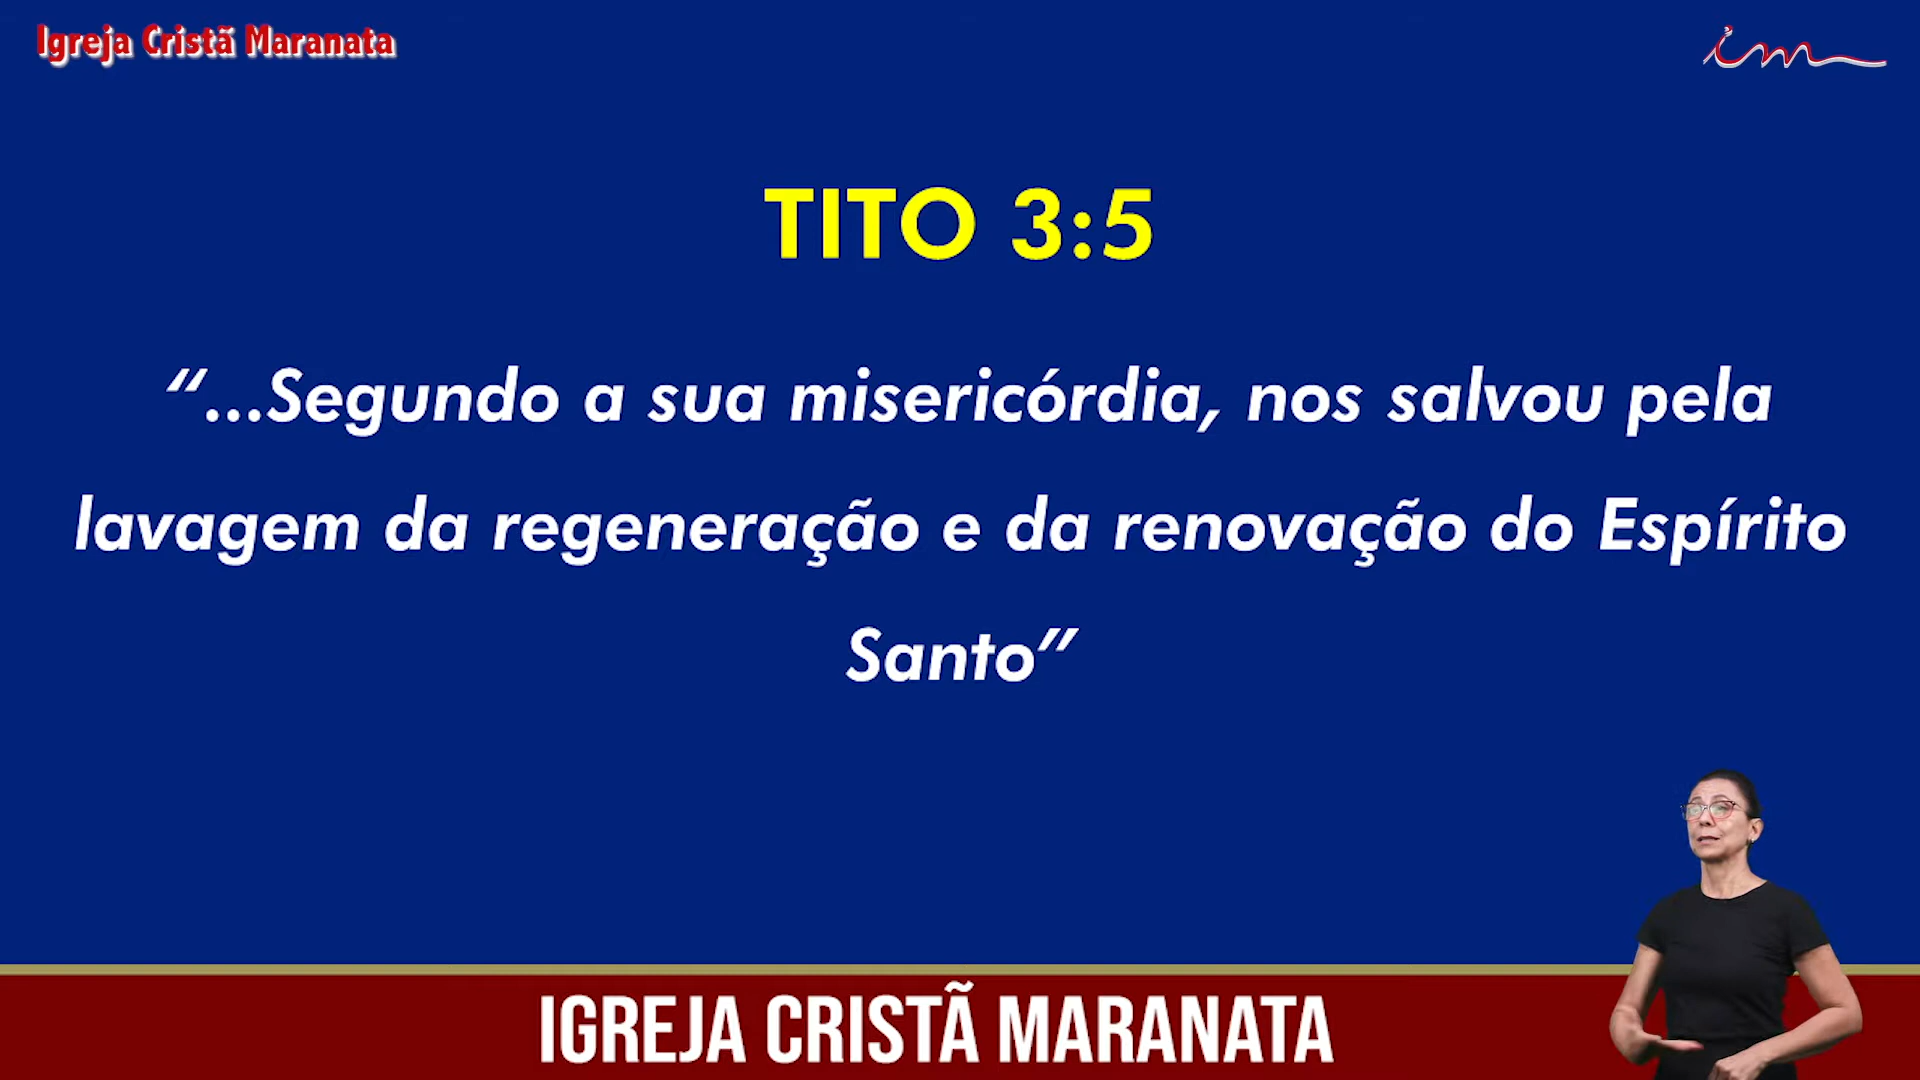 Igreja Cristã Maranata
im
TITO 3:5
“...Segundo a sua misericórdia, nos salvou pela
lavagem da regeneração e da renovação do Espírito
Santo”
IGREJA CRISTÃ MARANATA